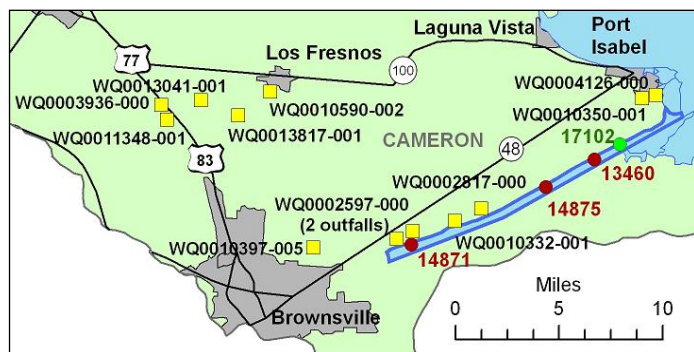 Port
Isabel
Laguna Vista
77
Los Fresnos
100
WQ0013041-001
WQ0004126-000
WQ0003936-000
WQ0010590-002
WQ0010350-001
WQ0011348-001
WQ0013817-001
17102
CAMERON
48
13460
83
WQ0002817-000
14875
WQ0002597-000
(2 outfalls)
WQ0010397-005
WQ0010332-001
14871
Miles
Brownsville
0 5 10